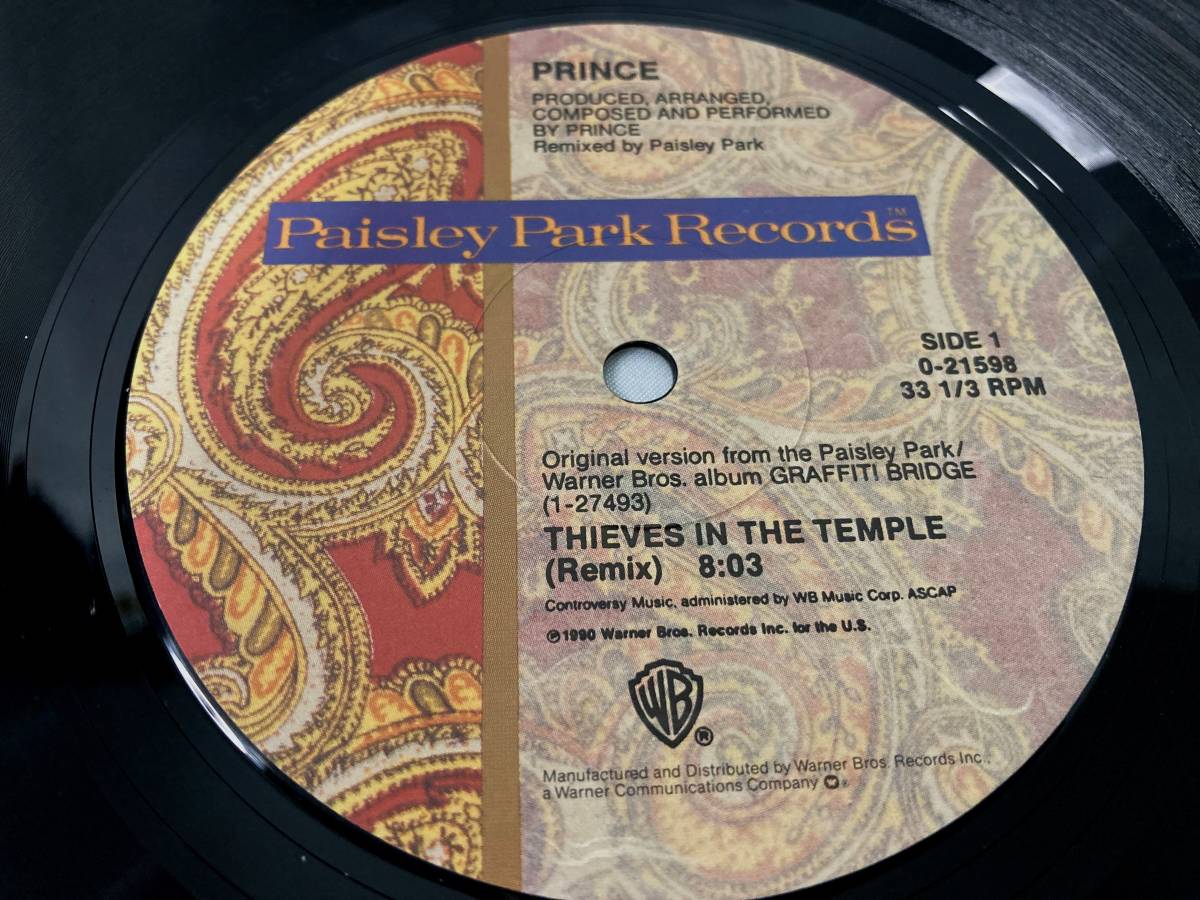 PRINCE
PRODUCED, ARRANGED,
COMPOSED AND PERFORMED
BY PRINCE
Remixed by Paisley Park
Paisley Park Records™
SIDE 1
0-21598
33 1/3 RPM
Original version from the Paisley Park/
Warner Bros. album GRAFFITI BRIDGE
(1-27493)
THIEVES IN THE TEMPLE
(Remix) 8:03
Controversy Music, administered by WB Music Corp. ASCAP
℗1990 Warner Bros. Records Inc. for the U.S.
WB®
Manufactured and Distributed by Warner Bros. Records Inc.,
a Warner Communications Company